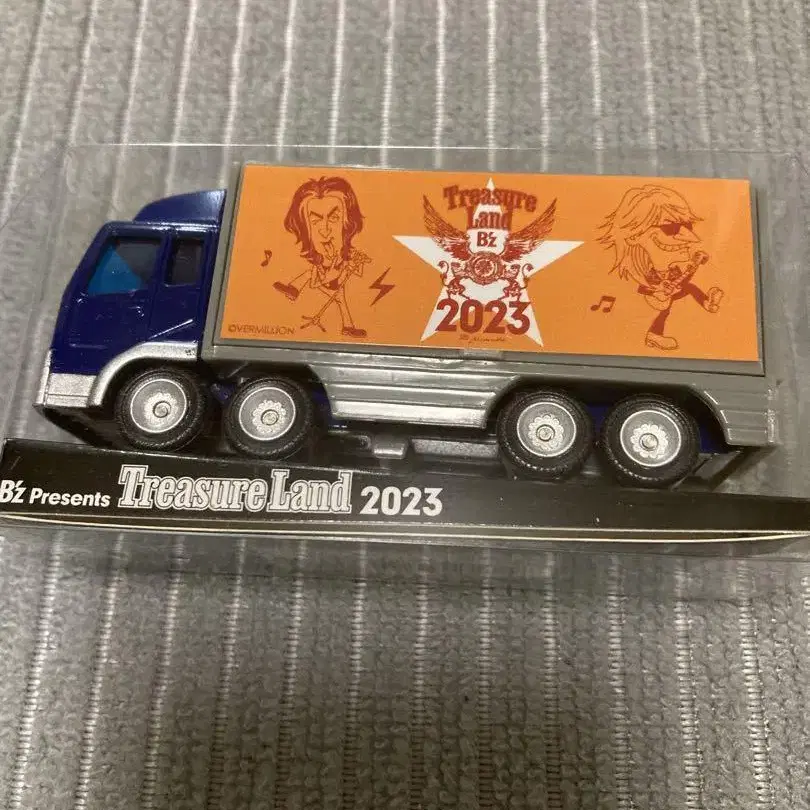 Treasure
Land
B'z
2023
©VERMILLION
B'z Presents Treasure Land 2023